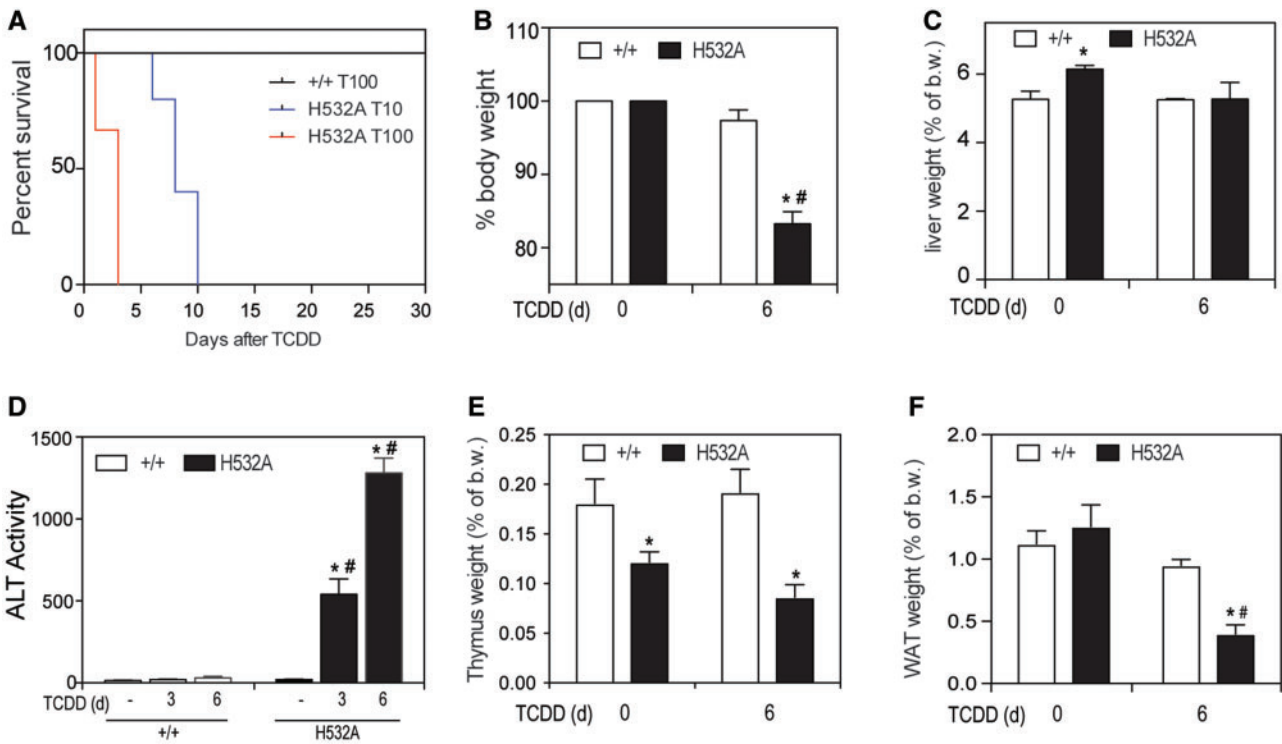 A
Percent survival
100
50
0
+/+ T100
H532A T10
H532A T100
0 5 10 15 20 25 30
Days after TCDD
B
% body weight
110
100
90
80
+/+ H532A
* #
TCDD (d) 0 6
C
liver weight (% of b.w.)
6
4
2
0
+/+ H532A
*
TCDD (d) 0 6
D
ALT Activity
1500
1000
500
0
+/+ H532A
* #
* #
TCDD (d) - 3 6 - 3 6
+/+ H532A
E
Thymus weight (% of b.w.)
0.25
0.20
0.15
0.10
0.05
0.00
+/+ H532A
*
*
TCDD (d) 0 6
F
WAT weight (% of b.w.)
2.0
1.5
1.0
0.5
0.0
+/+ H532A
* #
TCDD (d) 0 6